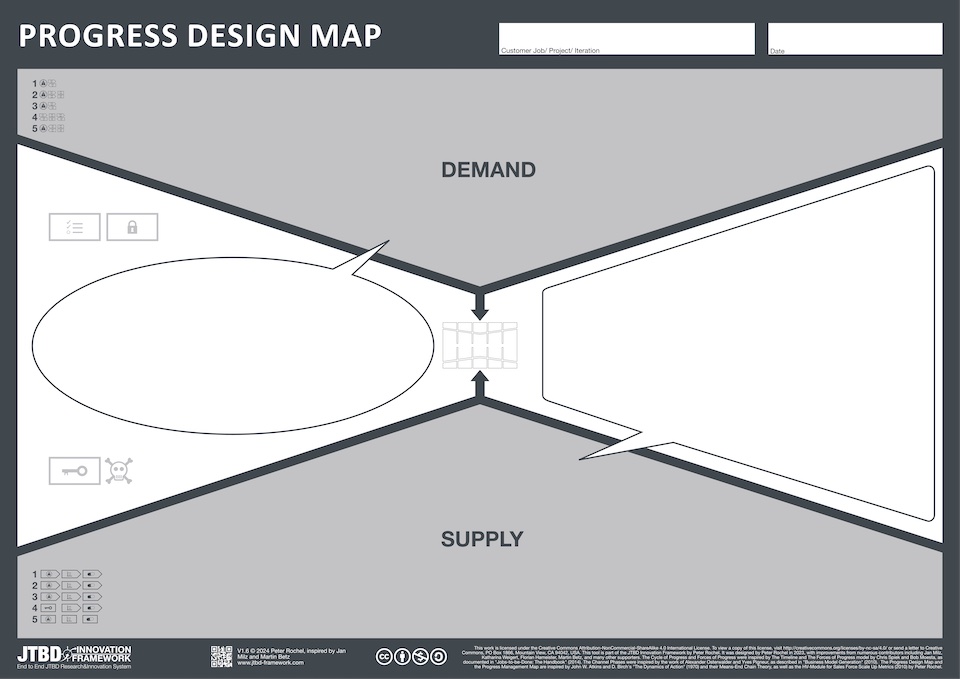 PROGRESS DESIGN MAP
Customer Job/ Project/ Iteration
Date
1
2
3
4
5
DEMAND
SUPPLY
1
2
3
4
5
JTBD INNOVATION FRAMEWORK
End to End JTBD Research&Innovation System
V1.6 © 2024 Peter Rochel, inspired by Jan
Milz and Martin Betz
www.jtbd-framework.com
This work is licensed under the Creative Commons Attribution-NonCommercial-ShareAlike 4.0 International License. To view a copy of this license, visit http://creativecommons.org/licenses/by-nc-sa/4.0/ or send a letter to Creative
Commons, PO Box 1866, Mountain View, CA 94042, USA. This tool is part of the JTBD Innovation Framework by Peter Rochel. It was designed by Peter Rochel in 2023, with improvements from numerous contributors including Jan Milz,
Katharina Weigert, Florian Hameister, Martin Betz, and many other supporters. The Cycle of Progress and Forces of Progress were inspired by The Timeline and The Forces of Progress model by Chris Spiek and Bob Moesta, as
documented in "Jobs-to-be-Done: The Handbook" (2014). The Channel Phases were inspired by the work of Alexander Osterwalder and Yves Pigneur, as described in "Business Model Generation" (2010). The Progress Design Map and
the Progress Management Map are inspired by John W. Atkins and D. Birch's "The Dynamics of Action" (1970) and their Means-End Chain Theory, as well as the HV-Module for Sales Force Scale Up Metrics (2010) by Peter Rochel.